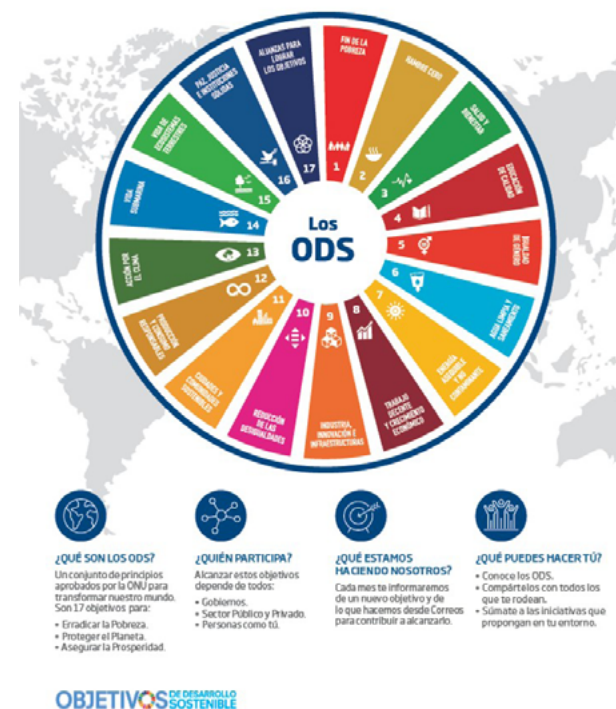 FIN DE LA
POBREZA
1
HAMBRE CERO
2
SALUD Y
BIENESTAR
3
EDUCACIÓN
DE CALIDAD
4
IGUALDAD
DE GÉNERO
5
AGUA LIMPIA Y
SANEAMIENTO
6
ENERGÍA
ASEQUIBLE
Y NO
CONTAMINANTE
7
TRABAJO
DECENTE
Y CRECIMIENTO
ECONÓMICO
8
INDUSTRIA,
INNOVACIÓN E
INFRAESTRUCTURAS
9
REDUCCIÓN
DE LAS
DESIGUALDADES
10
CIUDADES Y
COMUNIDADES
SOSTENIBLES
11
PRODUCCIÓN
Y CONSUMO
RESPONSABLES
12
ACCIÓN POR
EL CLIMA
13
VIDA
SUBMARINA
14
VIDA DE
ECOSISTEMAS
TERRESTRES
15
PAZ, JUSTICIA
E INSTITUCIONES
SÓLIDAS
16
ALIANZAS PARA
LOGRAR
LOS OBJETIVOS
17
Los
ODS
¿QUÉ SON LOS ODS?
Un conjunto de principios
aprobados por la ONU para
transformar nuestro mundo.
Son 17 objetivos para:
• Erradicar la Pobreza.
• Proteger el Planeta.
• Asegurar la Prosperidad.
¿QUIÉN PARTICIPA?
Alcanzar estos objetivos
depende de todos:
• Gobiernos.
• Sector Público y Privado.
• Personas como tú.
¿QUÉ ESTAMOS
HACIENDO NOSOTROS?
Cada mes te informaremos
de un nuevo objetivo y de
lo que hacemos desde Correos
para contribuir a alcanzarlo.
¿QUÉ PUEDES HACER TÚ?
• Conoce los ODS.
• Compártelos con todos los
que te rodean.
• Súmate a las iniciativas que
propongan en tu entorno.
OBJETIVOS DE DESARROLLO
SOSTENIBLE